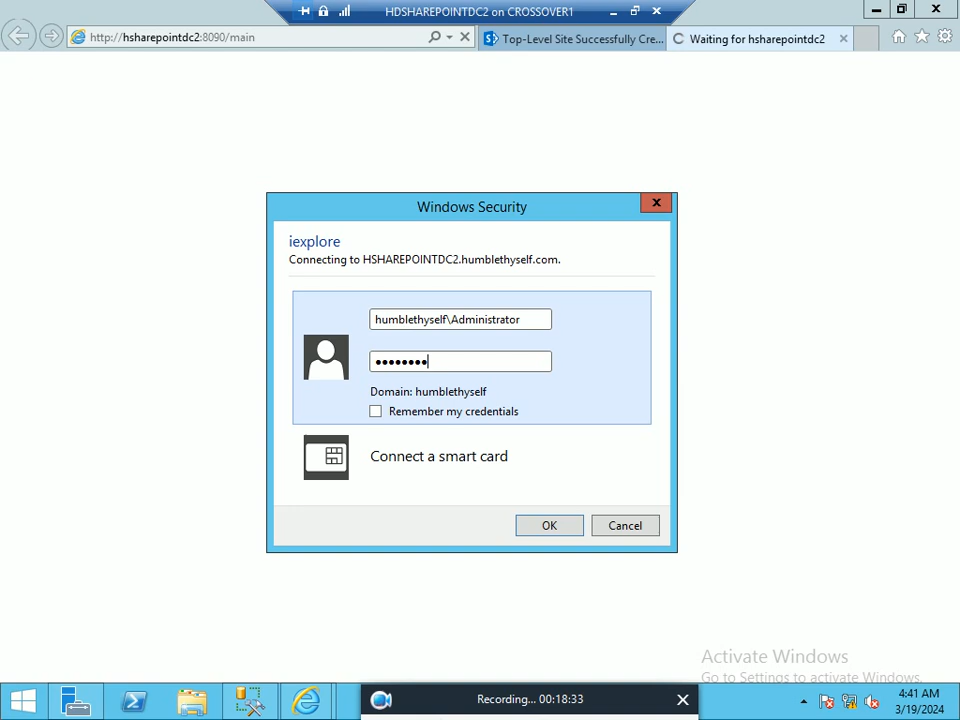 HDSHAREPOINTDC2 on CROSSOVER1
http://hsharepointdc2:8090/main
Top-Level Site Successfully Cre...
Waiting for hsharepointdc2
Windows Security
iexplore
Connecting to HSHAREPOINTDC2.humblethyself.com.
humblethyself\Administrator
••••••••
Domain: humblethyself
Remember my credentials
Connect a smart card
OK
Cancel
Activate Windows
Go to Settings to activate Windows.
Recording... 00:18:33
4:41 AM
3/19/2024